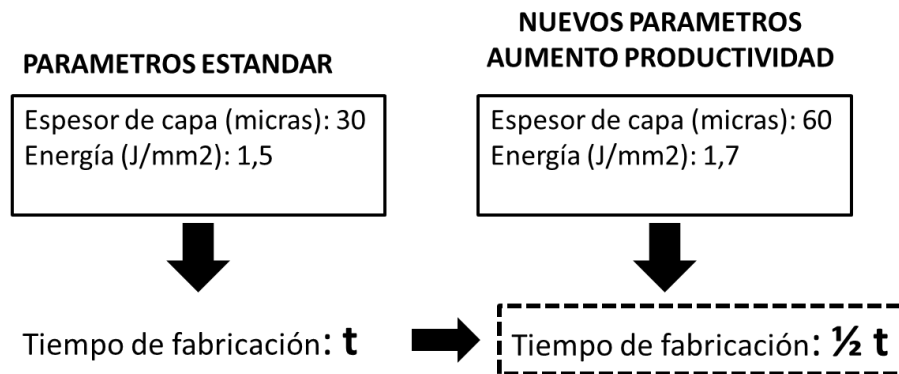 PARAMETROS ESTANDAR
Espesor de capa (micras): 30
Energía (J/mm2): 1,5
Tiempo de fabricación: t
NUEVOS PARAMETROS
AUMENTO PRODUCTIVIDAD
Espesor de capa (micras): 60
Energía (J/mm2): 1,7
Tiempo de fabricación: ½ t